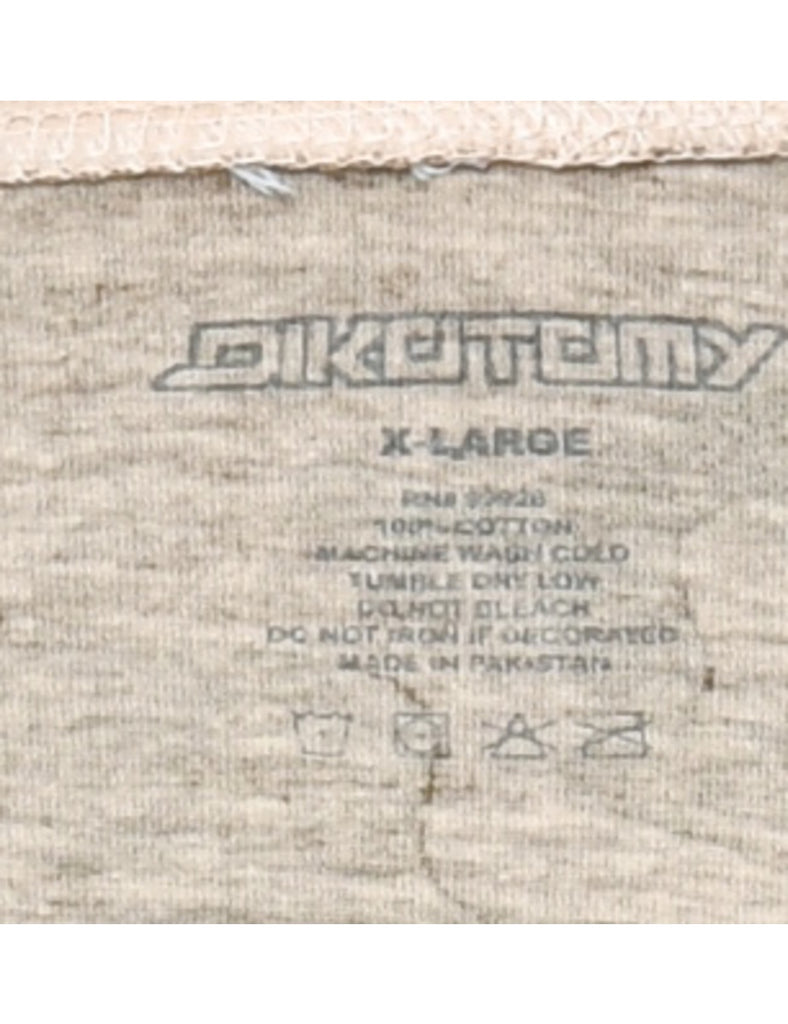 DIKOTOMY
X-LARGE
RN#
100% COTTON
MACHINE WASH COLD
TUMBLE DRY LOW
DO NOT BLEACH
DO NOT IRON IF DECORATED
MADE IN PAKISTAN